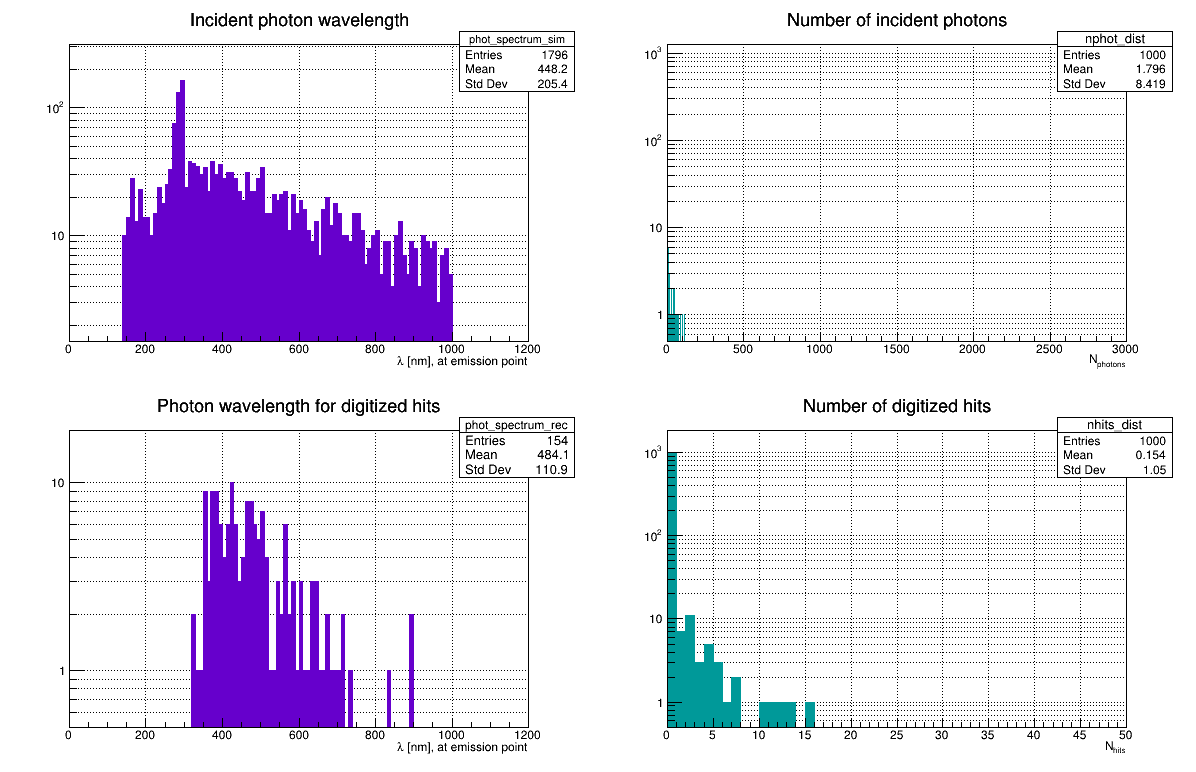 Incident photon wavelength
phot_spectrum_sim
Entries 1796
Mean 448.2
Std Dev 205.4
10²
10
0 200 400 600 800 1000 1200
λ [nm], at emission point
Number of incident photons
nphot_dist
Entries 1000
Mean 1.796
Std Dev 8.419
10³
10²
10
1
0 500 1000 1500 2000 2500 3000
Nphotons
Photon wavelength for digitized hits
phot_spectrum_rec
Entries 154
Mean 484.1
Std Dev 110.9
10
1
0 200 400 600 800 1000 1200
λ [nm], at emission point
Number of digitized hits
nhits_dist
Entries 1000
Mean 0.154
Std Dev 1.05
10³
10²
10
1
0 5 10 15 20 25 30 35 40 45 50
Nhits